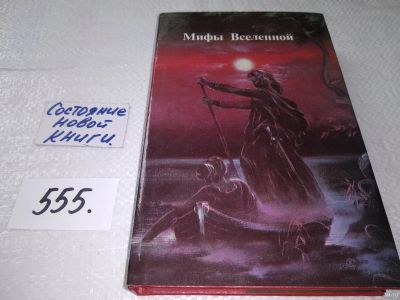 Мифы Вселенной
Состояние
новой
книги.
555.